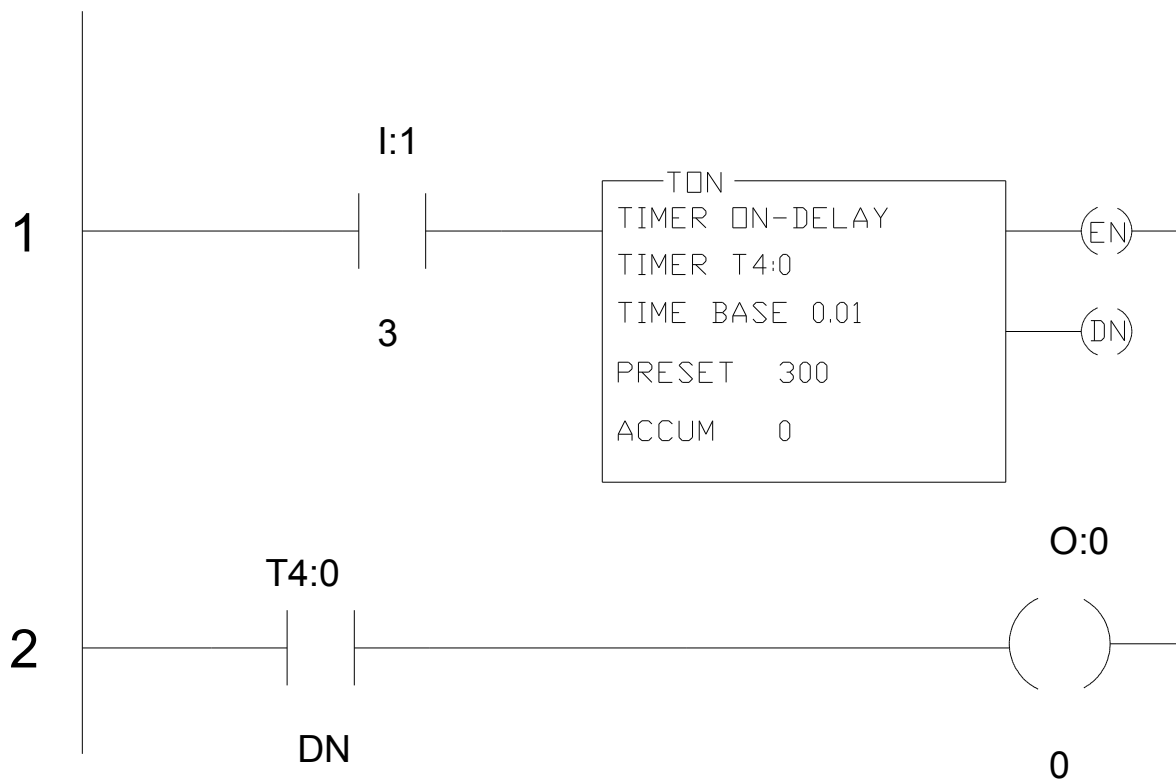 I:1
1
3
TON
TIMER ON-DELAY
TIMER T4:0
TIME BASE 0.01
PRESET 300
ACCUM 0
(EN)
(DN)
O:0
T4:0
2
DN
0